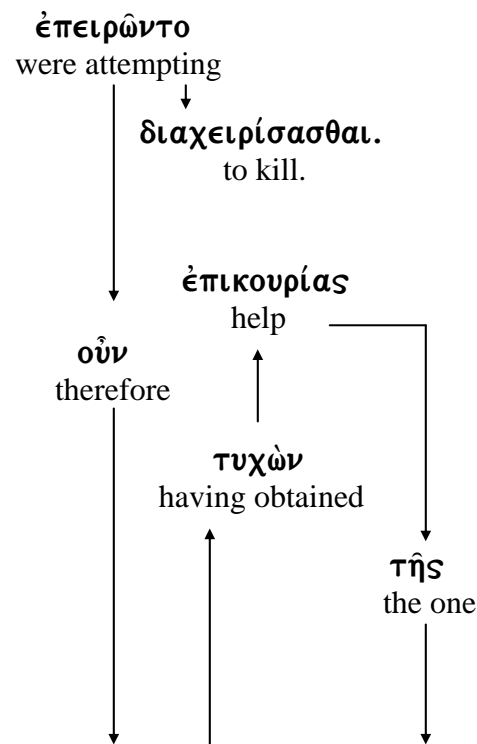 ἐπειρῶντο
were attempting
διαχειρίσασθαι.
to kill.
ἐπικουρίας
help
οὖν
therefore
τυχὼν
having obtained
τῆς
the one